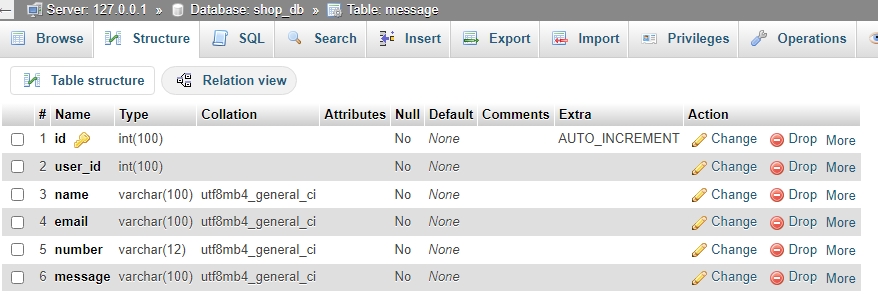 Server: 127.0.0.1 » Database: shop_db » Table: message
Browse Structure SQL Search Insert Export Import Privileges Operations
Table structure Relation view
# Name Type Collation Attributes Null Default Comments Extra Action
1 id int(100) No None AUTO_INCREMENT Change Drop More
2 user_id int(100) No None Change Drop More
3 name varchar(100) utf8mb4_general_ci No None Change Drop More
4 email varchar(100) utf8mb4_general_ci No None Change Drop More
5 number varchar(12) utf8mb4_general_ci No None Change Drop More
6 message varchar(100) utf8mb4_general_ci No None Change Drop More